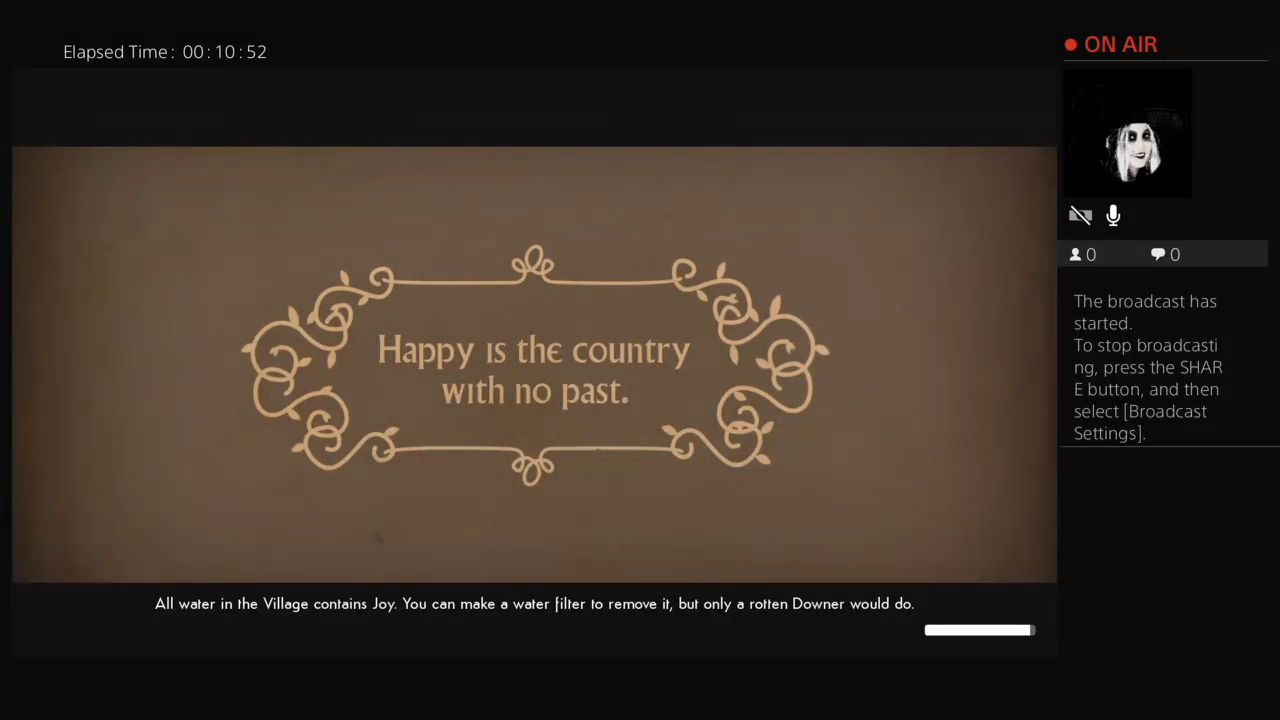 Elapsed Time: 00:10:52
ON AIR
0 0
The broadcast has
started.
To stop broadcasti
ng, press the SHAR
E button, and then
select [Broadcast
Settings].
Happy is the country
with no past.
All water in the Village contains Joy. You can make a water filter to remove it, but only a rotten Downer would do.